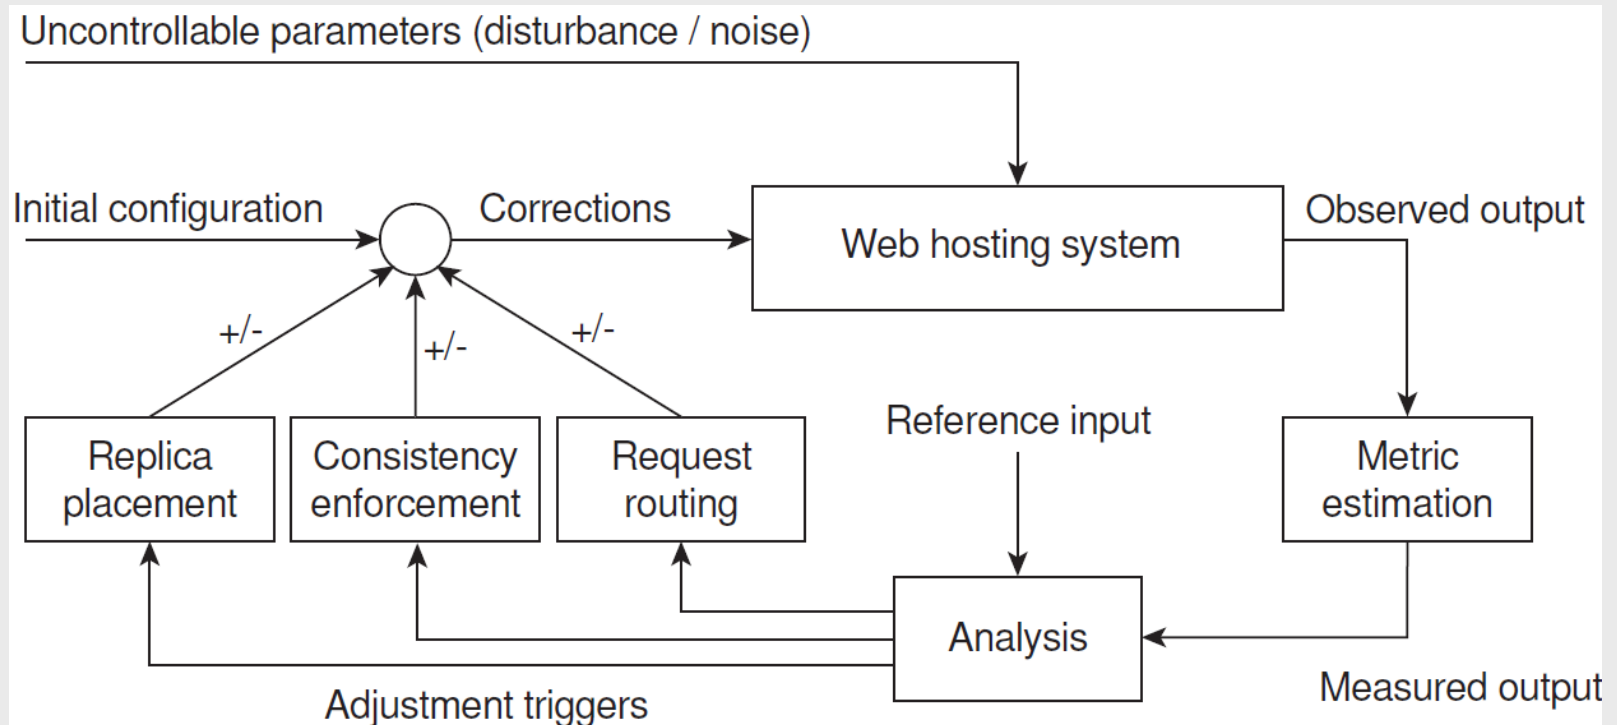 Uncontrollable parameters (disturbance / noise)
Initial configuration
Corrections
Web hosting system
Observed output
+/-
+/-
+/-
Replica
placement
Consistency
enforcement
Request
routing
Reference input
Metric
estimation
Analysis
Measured output
Adjustment triggers